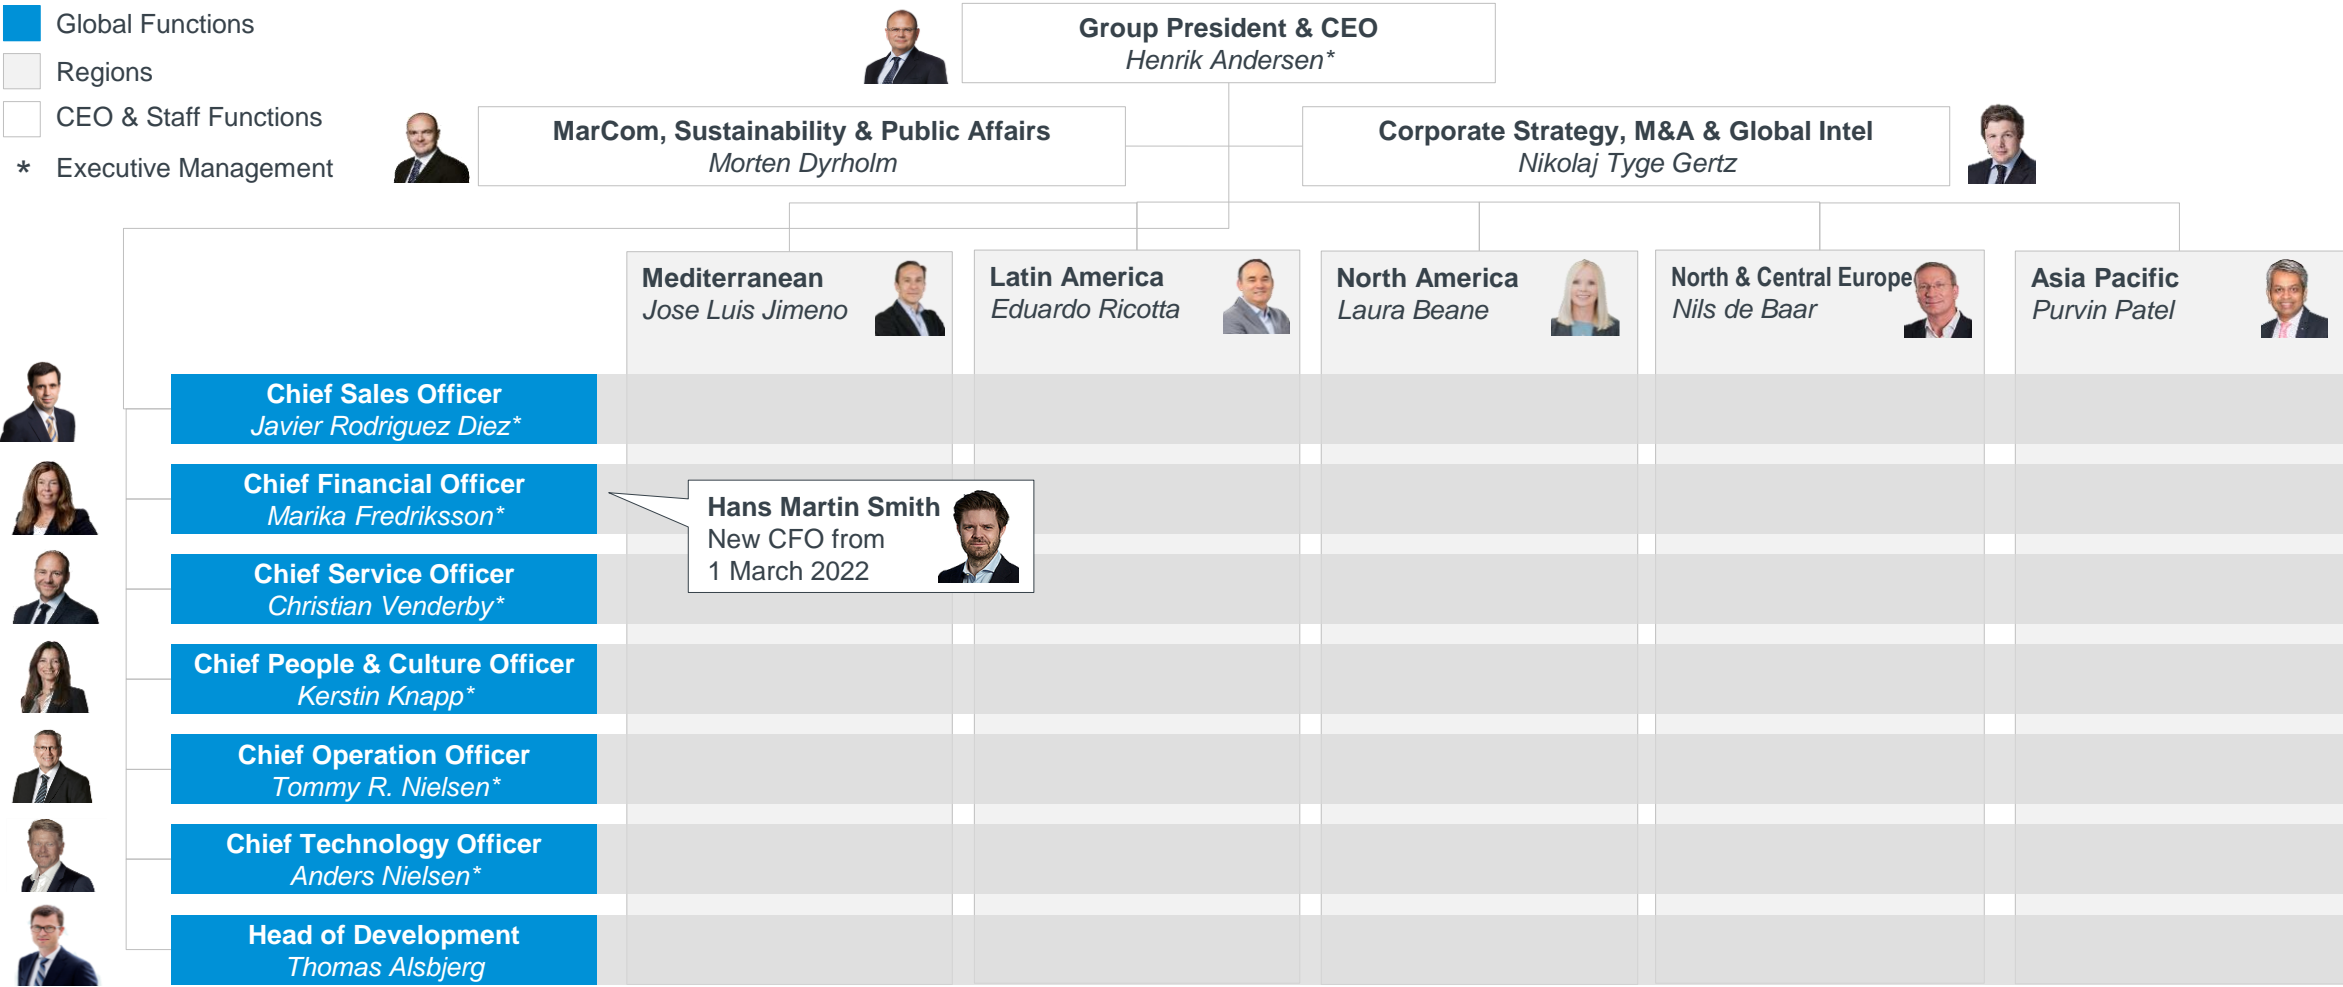 Global Functions
Regions
CEO & Staff Functions
* Executive Management
Group President & CEO
Henrik Andersen*
MarCom, Sustainability & Public Affairs
Morten Dyrholm
Corporate Strategy, M&A & Global Intel
Nikolaj Tyge Gertz
Mediterranean
Jose Luis Jimeno
Latin America
Eduardo Ricotta
North America
Laura Beane
North & Central Europe
Nils de Baar
Asia Pacific
Purvin Patel
Chief Sales Officer
Javier Rodriguez Diez*
Chief Financial Officer
Marika Fredriksson*
Hans Martin Smith
New CFO from
1 March 2022
Chief Service Officer
Christian Venderby*
Chief People & Culture Officer
Kerstin Knapp*
Chief Operation Officer
Tommy R. Nielsen*
Chief Technology Officer
Anders Nielsen*
Head of Development
Thomas Alsbjerg